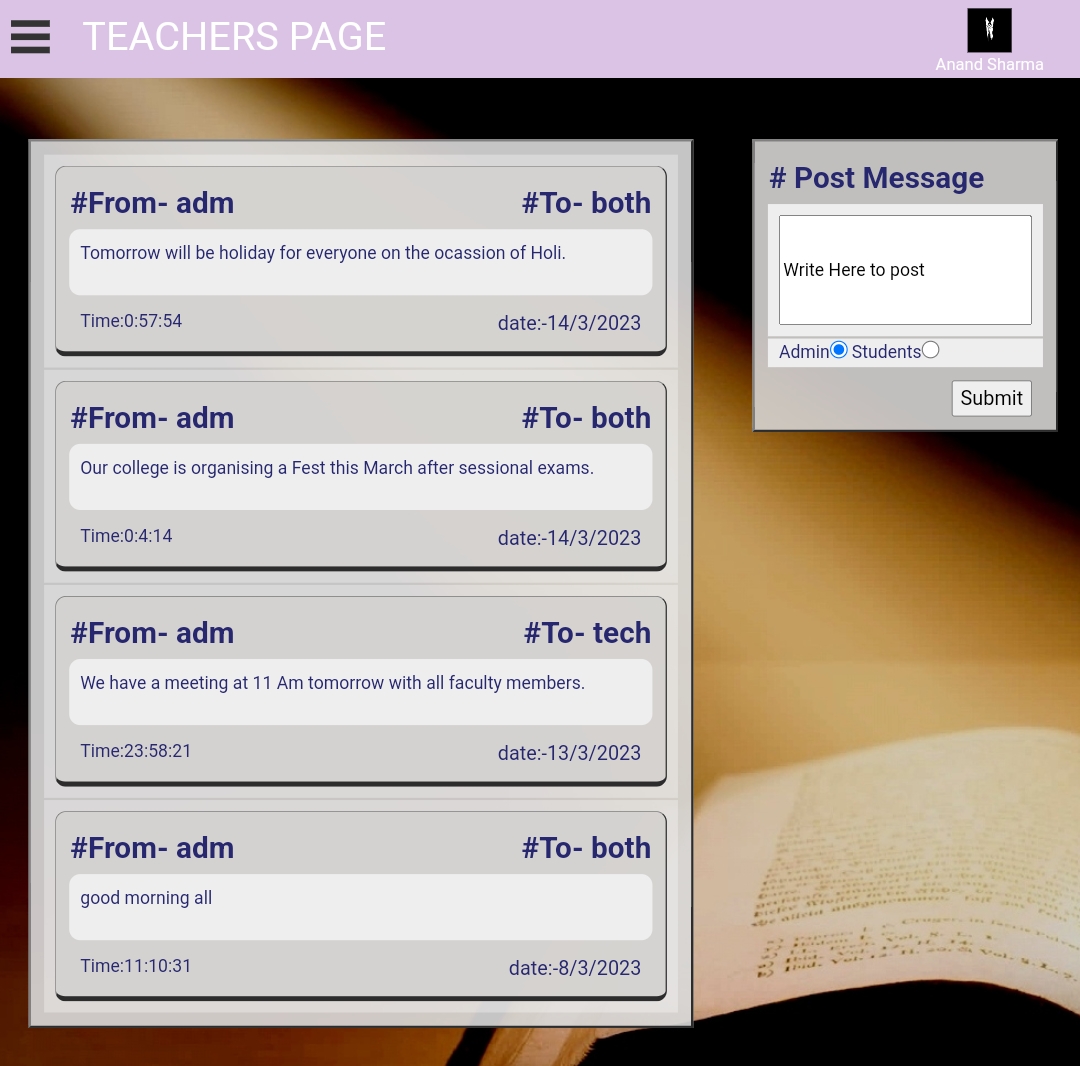 TEACHERS PAGE
Anand Sharma
#From- adm #To- both
Tomorrow will be holiday for everyone on the ocassion of Holi.
Time:0:57:54 date:-14/3/2023
#From- adm #To- both
Our college is organising a Fest this March after sessional exams.
Time:0:4:14 date:-14/3/2023
#From- adm #To- tech
We have a meeting at 11 Am tomorrow with all faculty members.
Time:23:58:21 date:-13/3/2023
#From- adm #To- both
good morning all
Time:11:10:31 date:-8/3/2023
# Post Message
Write Here to post
Admin Students
Submit